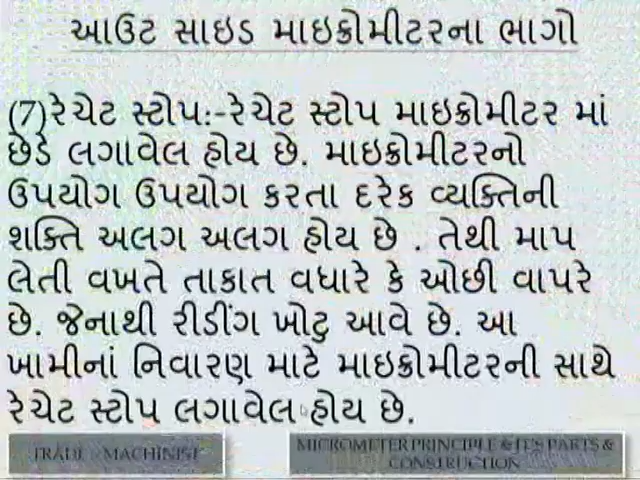 આઉટ સાઇડ માઇક્રોમીટરના ભાગો
(7)રેચેટ સ્ટોપ:-રેચેટ સ્ટોપ માઇક્રોમીટર માં
છેડે લગાવેલ હોય છે. માઇક્રોમીટરનો
ઉપયોગ ઉપયોગ કરતા દરેક વ્યક્તિની
શક્તિ અલગ અલગ હોય છે . તેથી માપ
લેતી વખતે તાકાત વધારે કે ઓછી વાપરે
છે. જેનાથી રીડીંગ ખોટુ આવે છે. આ
ખામીનાં નિવારણ માટે માઇક્રોમીટરની સાથે
રેચેટ સ્ટોપ લગાવેલ હોય છે.
TRADE :- MACHINIST
MICROMETER PRINCIPLE & IT'S PARTS &
CONSTRUCTION